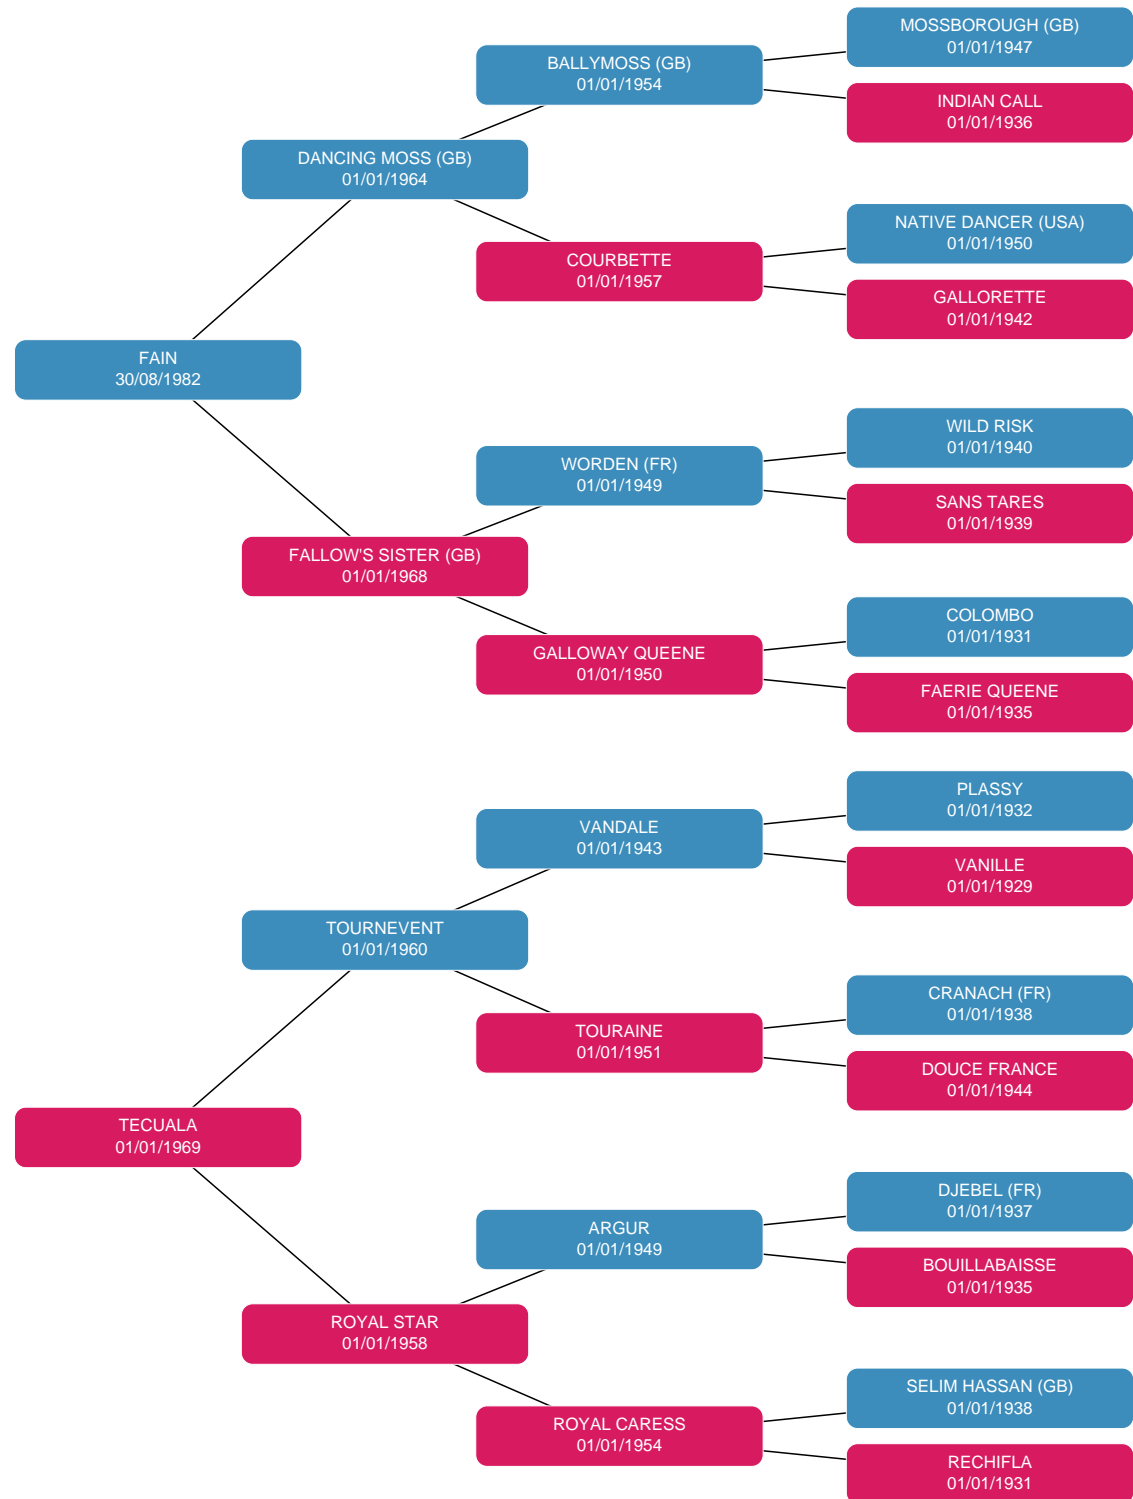 MOSSBOROUGH (GB)
01/01/1947
BALLYMOSS (GB)
01/01/1954
INDIAN CALL
01/01/1936
DANCING MOSS (GB)
01/01/1964
NATIVE DANCER (USA)
01/01/1950
COURBETTE
01/01/1957
GALLORETTE
01/01/1942
FAIN
30/08/1982
WILD RISK
01/01/1940
WORDEN (FR)
01/01/1949
SANS TARES
01/01/1939
FALLOW'S SISTER (GB)
01/01/1968
COLOMBO
01/01/1931
GALLOWAY QUEENE
01/01/1950
FAERIE QUEENE
01/01/1935
PLASSY
01/01/1932
VANDALE
01/01/1943
VANILLE
01/01/1929
TOURNEVENT
01/01/1960
CRANACH (FR)
01/01/1938
TOURAINE
01/01/1951
DOUCE FRANCE
01/01/1944
TECUALA
01/01/1969
DJEBEL (FR)
01/01/1937
ARGUR
01/01/1949
BOUILLABAISSE
01/01/1935
ROYAL STAR
01/01/1958
SELIM HASSAN (GB)
01/01/1938
ROYAL CARESS
01/01/1954
RECHIFLA
01/01/1931